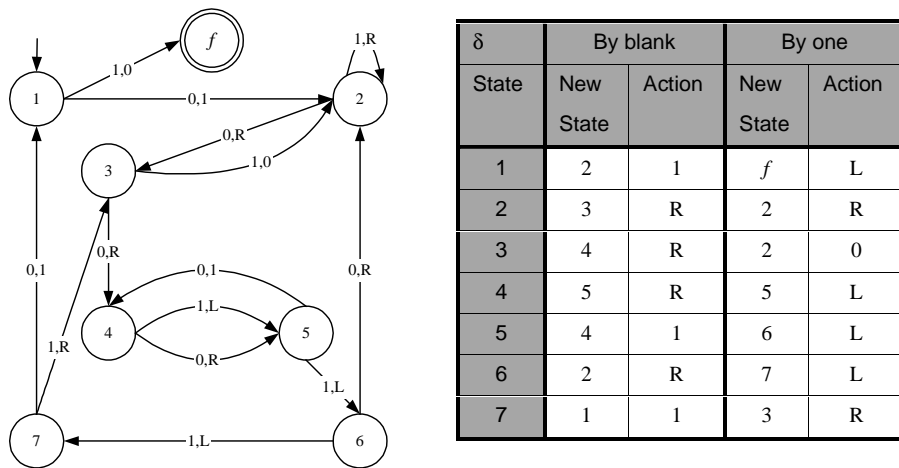 f
1,R
1,0
1
0,1
2
0,R
3
1,0
0,R
0,1
0,1
0,R
1,L
4
5
1,R
0,R
1,L
7
1,L
6
δ By blank By one
State New State Action New State Action
1 2 1 f L
2 3 R 2 R
3 4 R 2 0
4 5 R 5 L
5 4 1 6 L
6 2 R 7 L
7 1 1 3 R